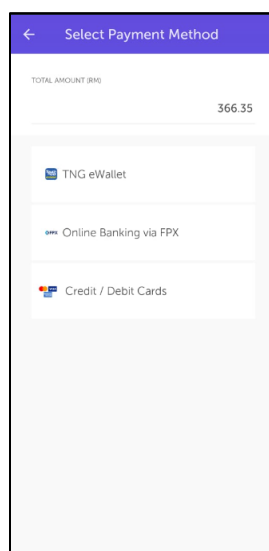 Select Payment Method
TOTAL AMOUNT (RM)
366.35
TNG eWallet
Online Banking via FPX
Credit / Debit Cards